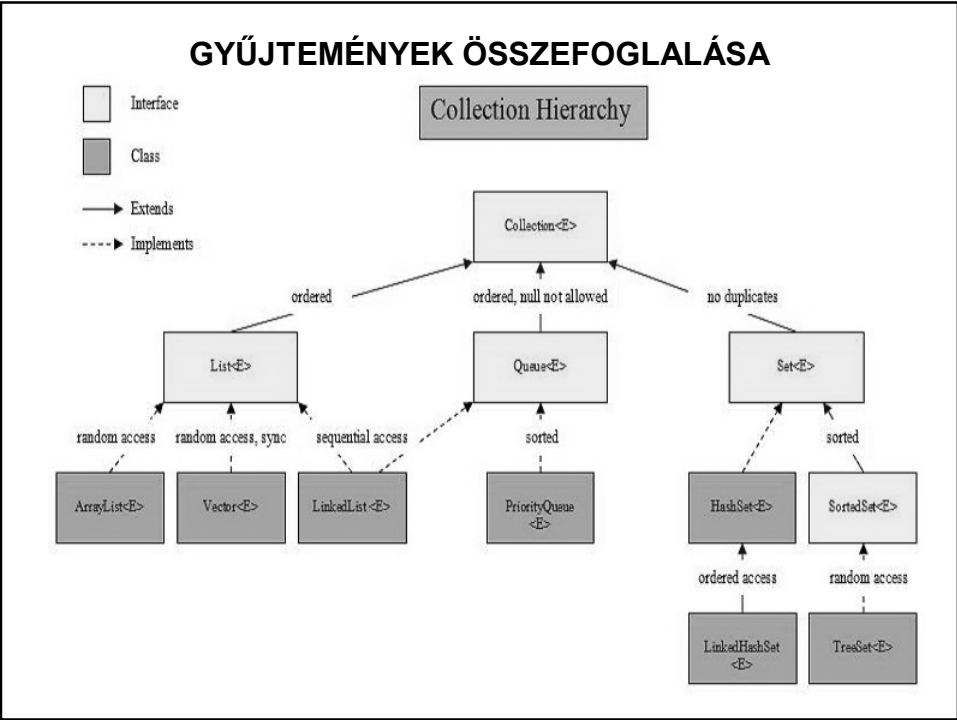 GYŰJTEMÉNYEK ÖSSZEFOGLALÁSA
Interface
Collection Hierarchy
Class
Extends
Implements
Collection<E>
ordered
ordered, null not allowed
no duplicates
List<E>
Queue<E>
Set<E>
random access
random access, sync
sequential access
sorted
sorted
ArrayList<E>
Vector<E>
LinkedList<E>
PriorityQueue
<E>
HashSet<E>
SortedSet<E>
ordered access
random access
LinkedHashSet
<E>
TreeSet<E>